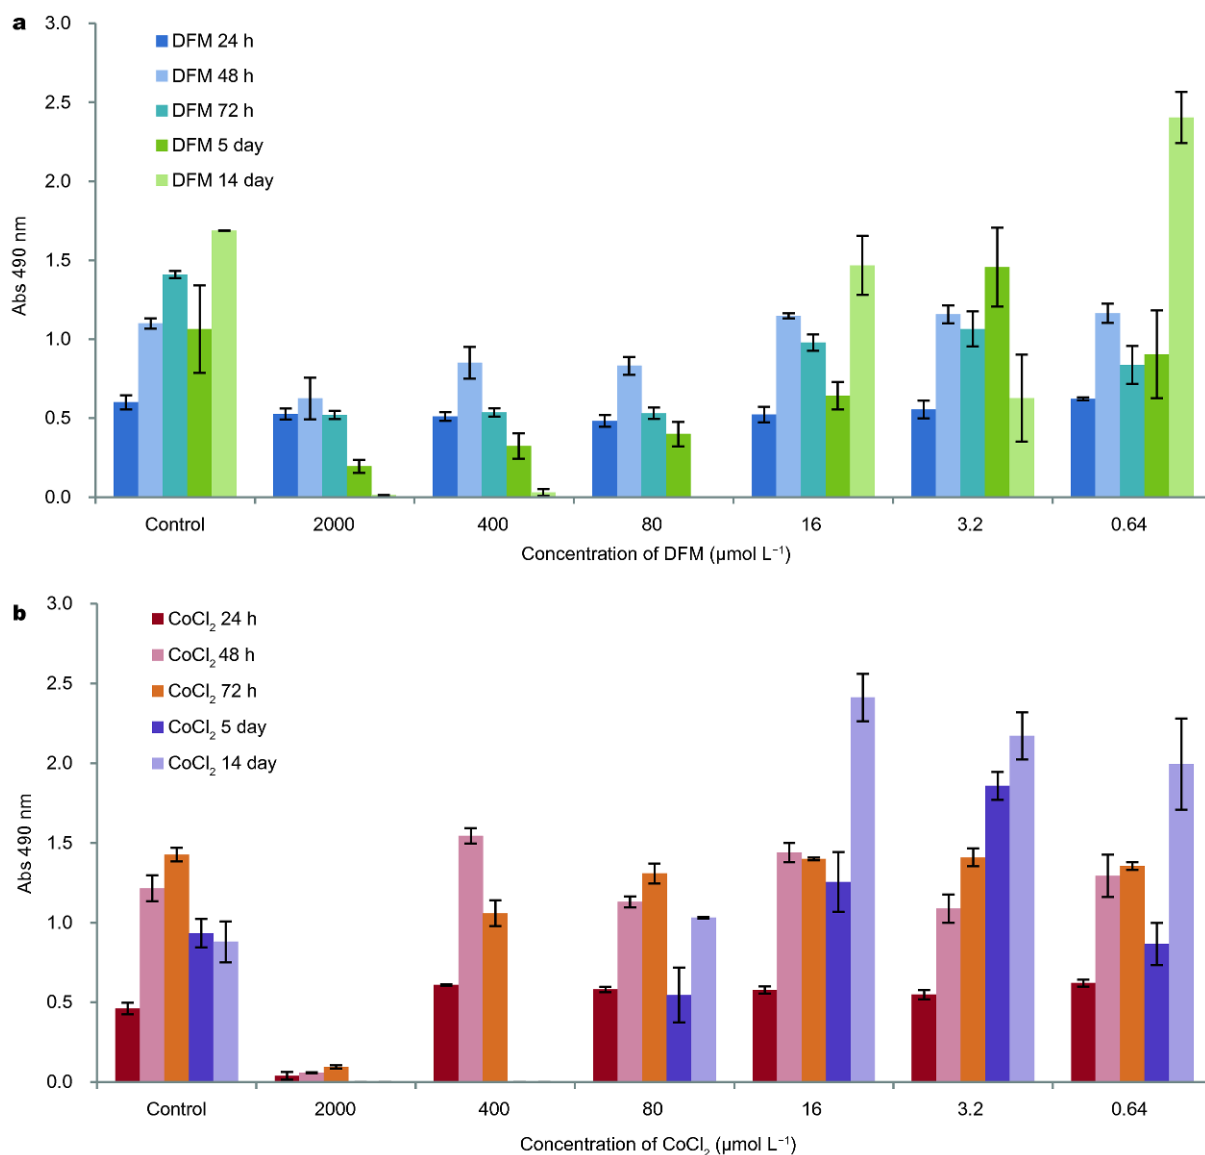 a
3.0
2.5
2.0
1.5
1.0
0.5
0.0
Abs 490 nm
DFM 24 h
DFM 48 h
DFM 72 h
DFM 5 day
DFM 14 day
Control 2000 400 80 16 3.2 0.64
Concentration of DFM (µmol L⁻¹)
b
3.0
2.5
2.0
1.5
1.0
0.5
0.0
Abs 490 nm
CoCl₂ 24 h
CoCl₂ 48 h
CoCl₂ 72 h
CoCl₂ 5 day
CoCl₂ 14 day
Control 2000 400 80 16 3.2 0.64
Concentration of CoCl₂ (µmol L⁻¹)